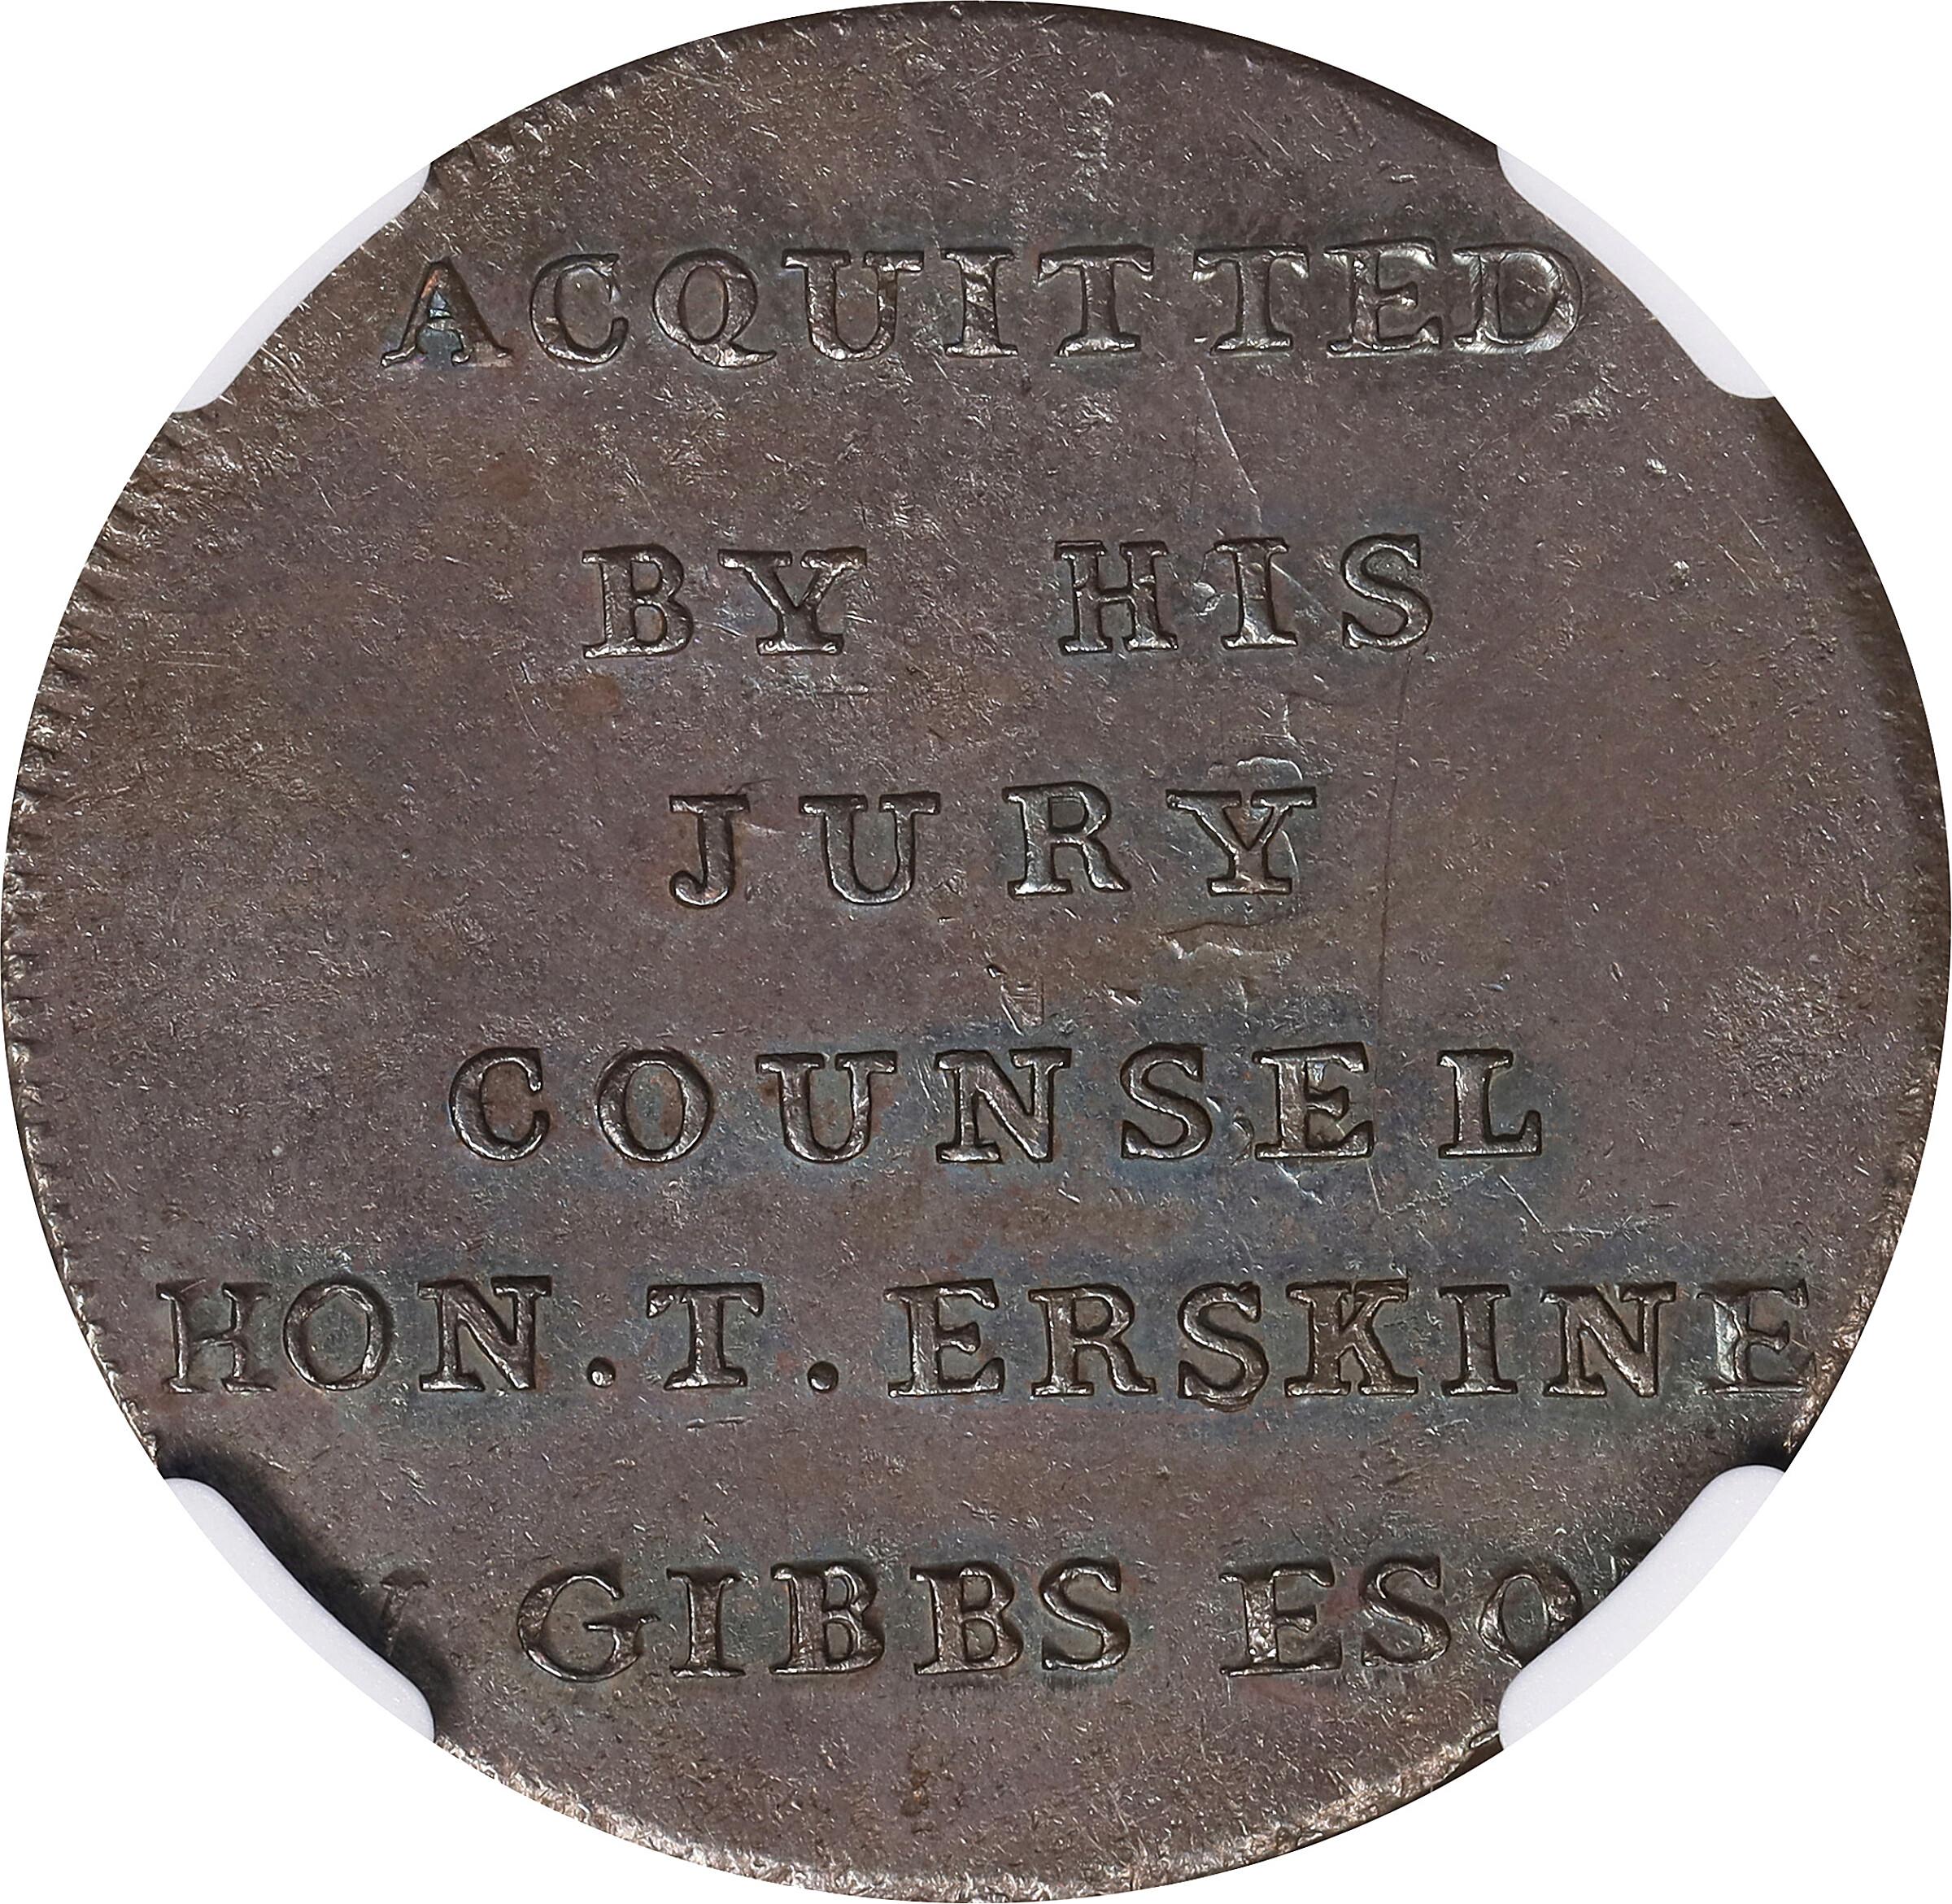 ACQUITTED
BY HIS
JURY
COUNSEL
HON. T. ERSKINE
GIBBS ESQ